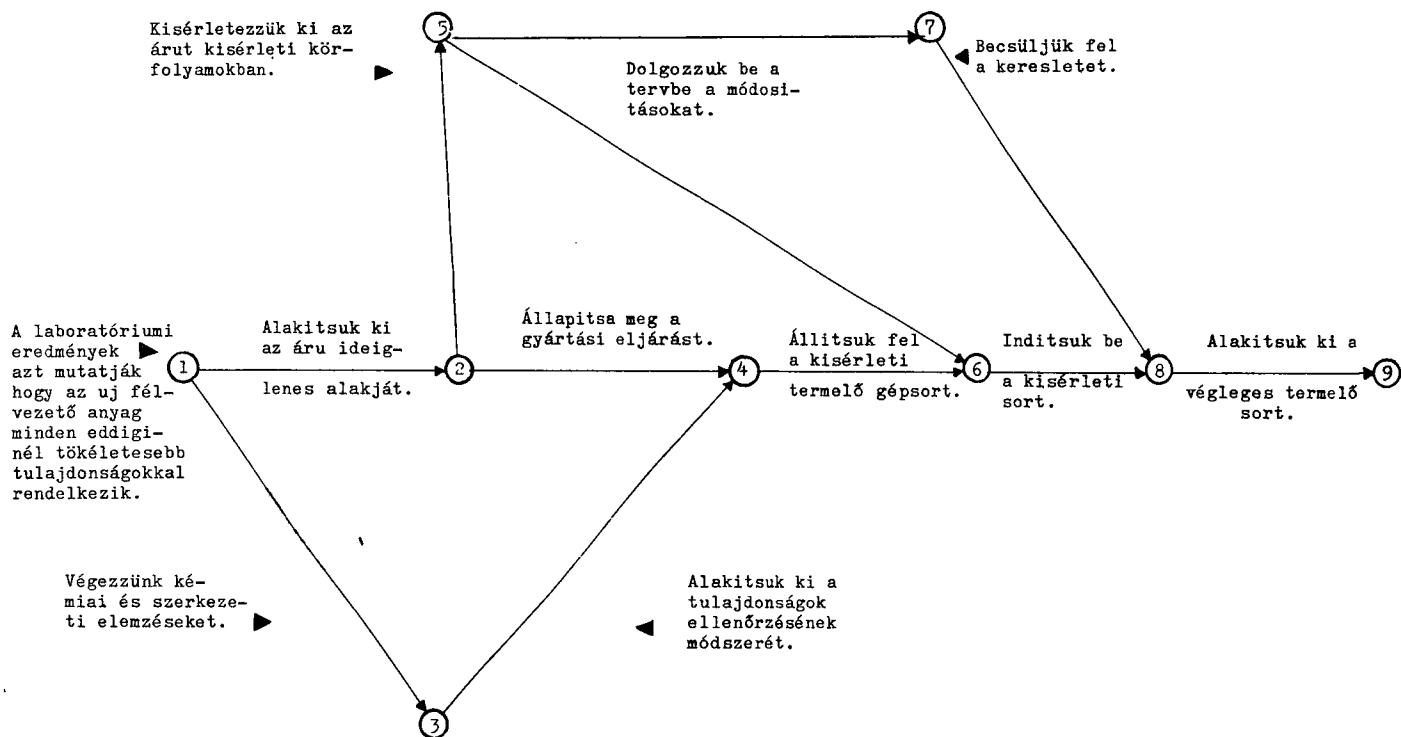 Kisérletezzük ki az
árut kisérleti kör-
folyamokban.
5
7
Becsüljük fel
a keresletet.
Dolgozzuk be a
tervbe a módosi-
tásokat.
A laboratóriumi
eredmények
azt mutatják
hogy az uj fél-
vezető anyag
minden eddigi-
nél tökéletesebb
tulajdonságokkal
rendelkezik.
1
Alakitsuk ki
az áru ideig-
lenes alakját.
2
Állapitsa meg a
gyártási eljárást.
4
Állitsuk fel
a kisérleti
termelő gépsort.
6
Inditsuk be
a kisérleti
sort.
8
Alakitsuk ki a
végleges termelő
sort.
9
Végezzünk ké-
miai és szerkeze-
ti elemzéseket.
Alakitsuk ki a
tulajdonságok
ellenőrzésének
módszerét.
3